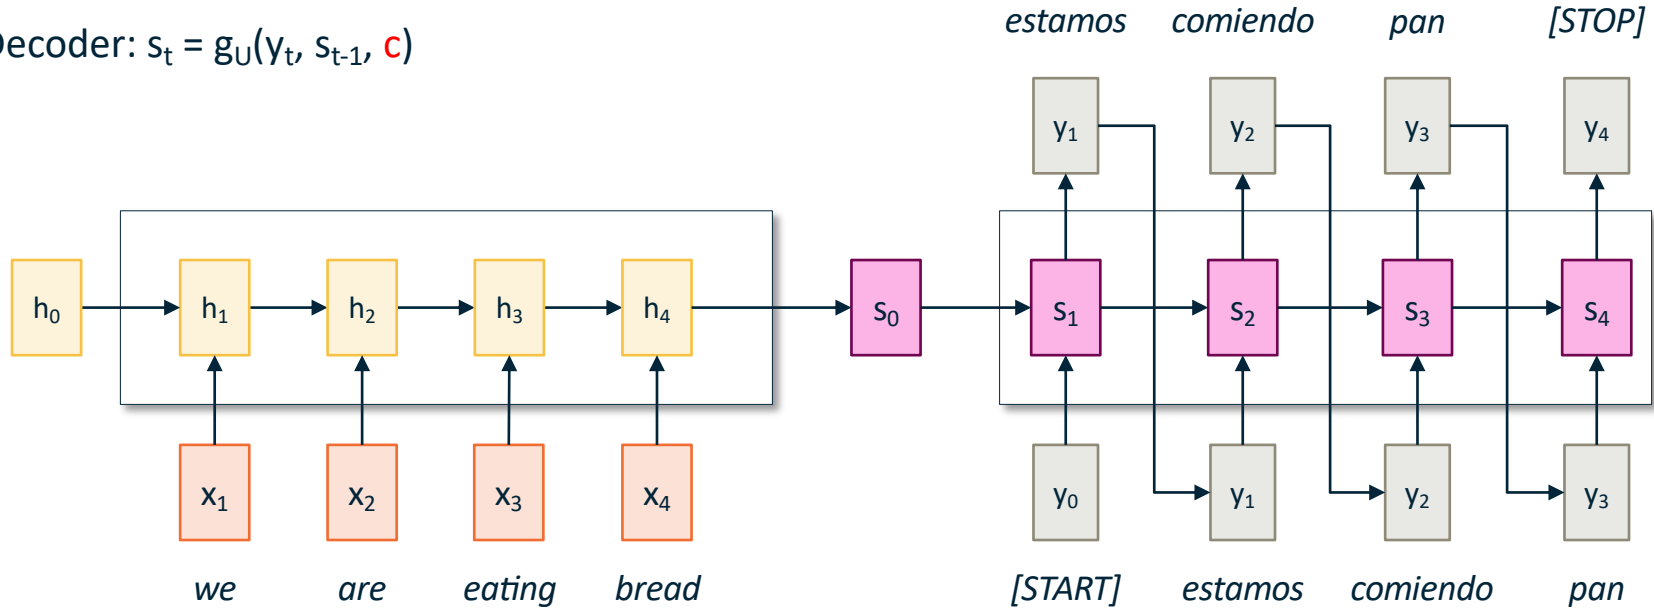 estamos comiendo pan [STOP]
Decoder: sₜ = gᵤ(yₜ, sₜ₋₁, c)
y₁ y₂ y₃ y₄
h₀ h₁ h₂ h₃ h₄ s₀ s₁ s₂ s₃ s₄
x₁ x₂ x₃ x₄ y₀ y₁ y₂ y₃
we are eating bread [START] estamos comiendo pan